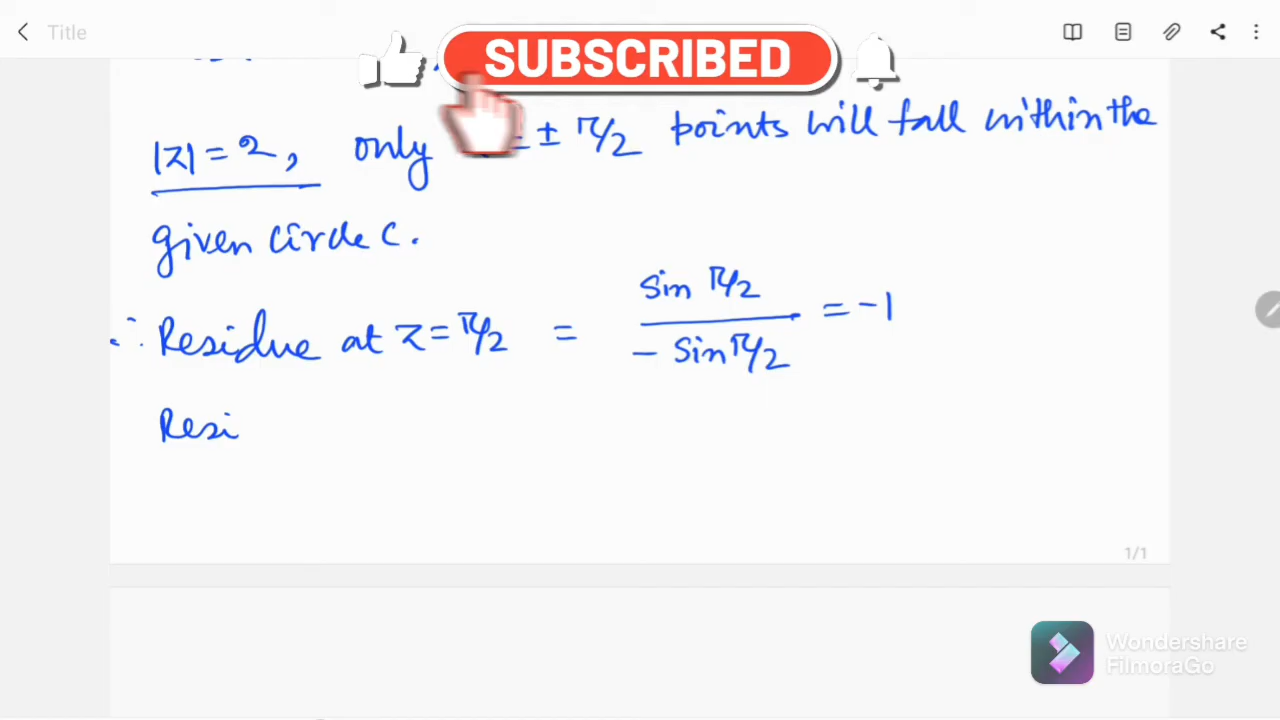 Title
SUBSCRIBED
|z| = 2, only ± π/2 points will fall within the
given circle C.
∴ Residue at z = π/2 = sin π/2 / - sin π/2 = -1
Resi
1/1
Wondershare
FilmoraGo